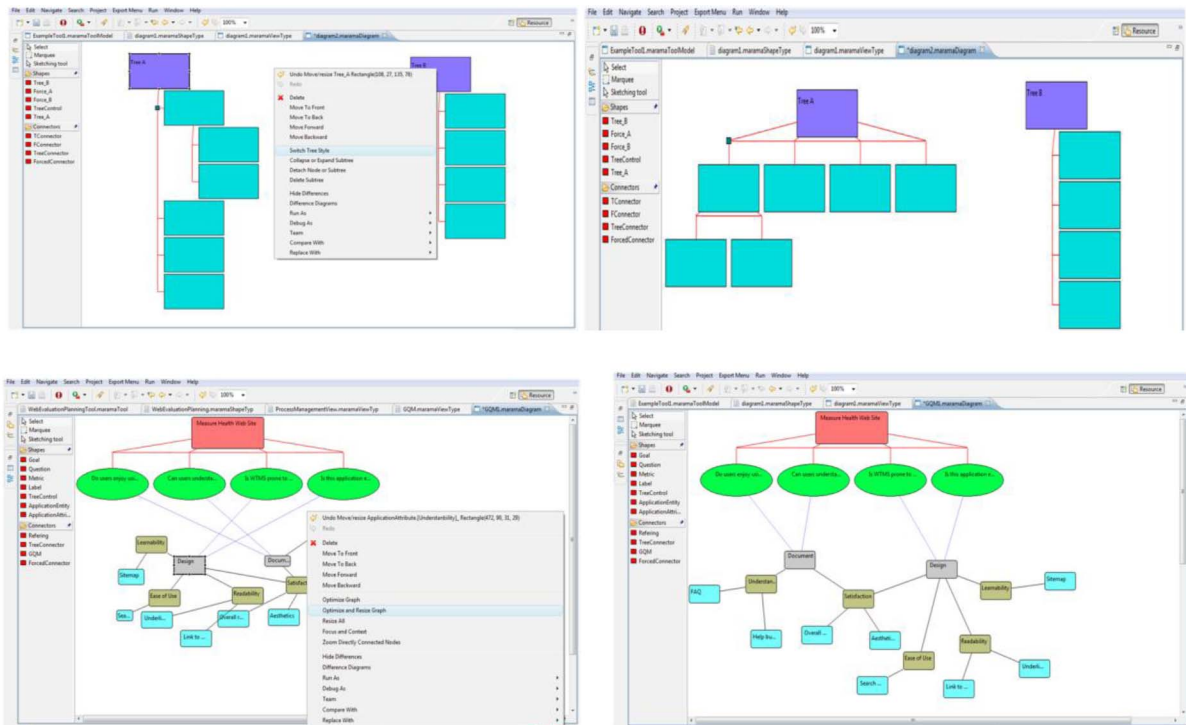 File Edit Navigate Search Project Export Menu Run Window Help
100%
Resource
ExampleTool1.maramaToolModel diagram1.maramaShapeType diagram1.maramaViewType *diagram1.maramaDiagram
Select
Marquee
Sketching tool
Shapes
Tree_B
Force_A
Force_B
TreeControl
Tree_A
Connectors
TConnector
FConnector
TreeConnector
ForcedConnector
Tree A
Tree B
Undo Move/resize Tree_A Rectangle(108, 27, 135, 78)
Redo
Delete
Move To Front
Move To Back
Move Forward
Move Backward
Switch Tree Style
Collapse or Expand Subtree
Detach Node or Subtree
Delete Subtree
Hide Differences
Difference Diagrams
Run As
Debug As
Team
Compare With
Replace With
File Edit Navigate Search Project Export Menu Run Window Help
100%
Resource
ExampleTool1.maramaToolModel diagram1.maramaShapeType diagram1.maramaViewType *diagram2.maramaDiagram
Select
Marquee
Sketching tool
Shapes
Tree_B
Force_A
Force_B
TreeControl
Tree_A
Connectors
TConnector
FConnector
TreeConnector
ForcedConnector
Tree A
Tree B
File Edit Navigate Search Project Export Menu Run Window Help
100%
Resource
WebEvaluationPlanningTool.maramaTool WebEvaluationPlanning.maramaShapeTyp ProcessManagementView.maramaViewTyp GQM.maramaViewType *GQM1.maramaDiagram
Select
Marquee
Sketching tool
Shapes
Goal
Question
Metric
Label
TreeControl
ApplicationEntity
ApplicationAttri...
Connectors
Refering
TreeConnector
GQM
ForcedConnector
Measure Health Web Site
Do users enjoy usi...
Can users understa...
Is WTMS prone to ...
Is this application e...
Learnability
Design
Docum...
Sitemap
Satisfact
Ease of Use
Readability
Sea...
Underli...
Overall r...
Aesthetics
Link to ...
Undo Move/resize ApplicationAttribute,[Understanbility]_ Rectangle(472, 99, 31, 29)
Redo
Delete
Move To Front
Move To Back
Move Forward
Move Backward
Optimize Graph
Optimize and Resize Graph
Resize All
Focus and Context
Zoom Directly Connected Nodes
Hide Differences
Difference Diagrams
Run As
Debug As
Team
Compare With
Replace With
File Edit Navigate Search Project Export Menu Run Window Help
100%
Resource
ExampleTool1.maramaToolModel diagram1.maramaShapeType diagram1.maramaViewType *GQM1.maramaDiagram
Select
Marquee
Sketching tool
Shapes
Goal
Question
Metric
Label
TreeControl
ApplicationEntity
ApplicationAttri...
Connectors
Refering
TreeConnector
GQM
ForcedConnector
Measure Health Web Site
Do users enjoy usi...
Can users understa...
Is WTMS prone to ...
Is this application e...
Document
Design
Understan...
FAQ
Satisfaction
Learnability
Sitemap
Help fru...
Overall ...
Aestheti...
Readability
Ease of Use
Underli...
Search ...
Link to ...